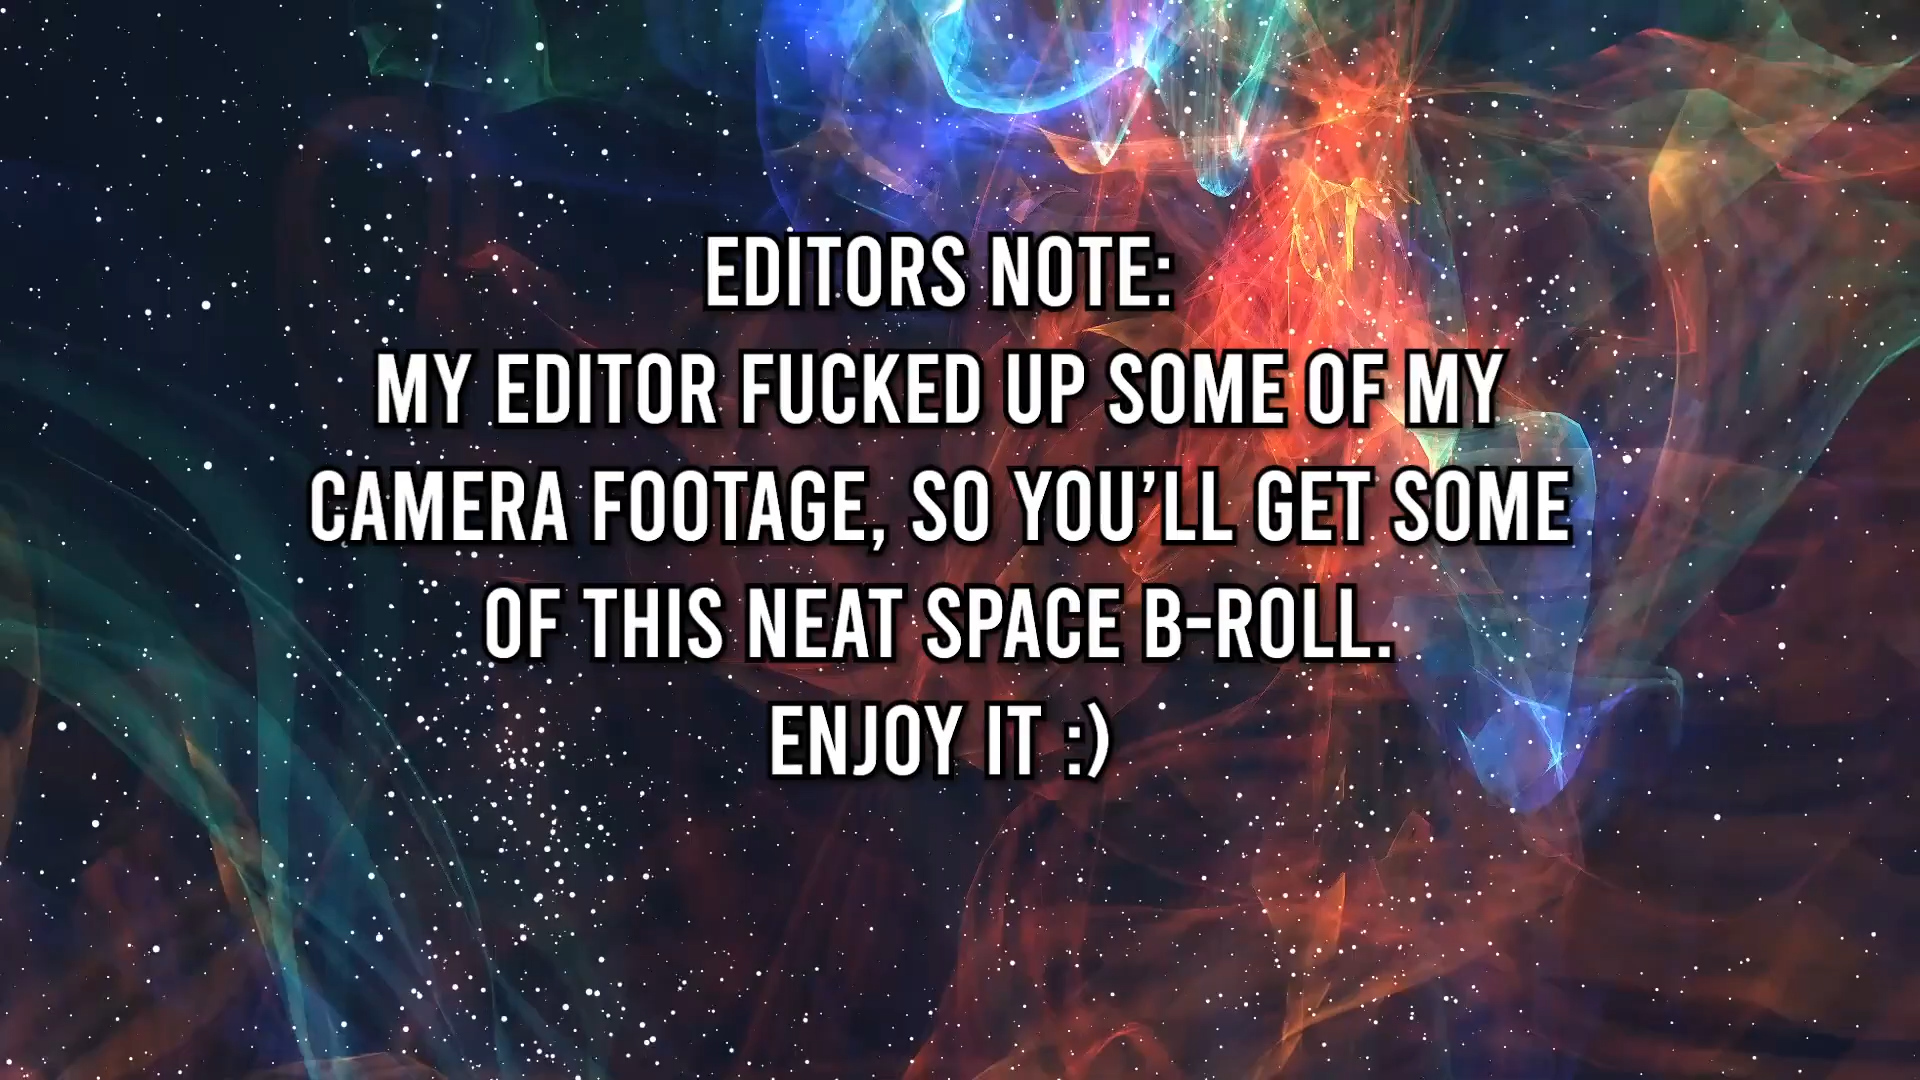 EDITORS NOTE:
MY EDITOR FUCKED UP SOME OF MY
CAMERA FOOTAGE, SO YOU’LL GET SOME
OF THIS NEAT SPACE B-ROLL.
ENJOY IT :)